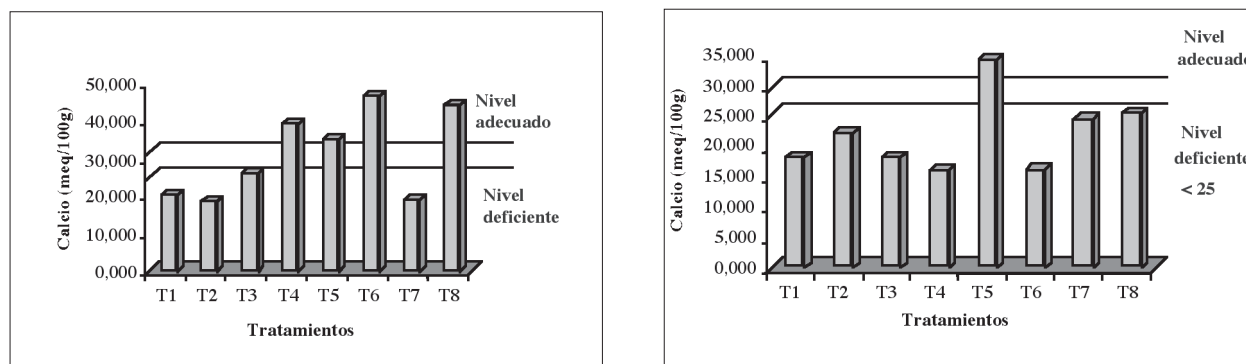 50,000
40,000
30,000
20,000
10,000
0,000
Calcio (meq/100g)
Nivel
adecuado
Nivel
deficiente
T1 T2 T3 T4 T5 T6 T7 T8
Tratamientos
35,000
30,000
25,000
20,000
15,000
10,000
5,000
0,000
Calcio (meq/100g)
Nivel
adecuado
Nivel
deficiente
< 25
T1 T2 T3 T4 T5 T6 T7 T8
Tratamientos